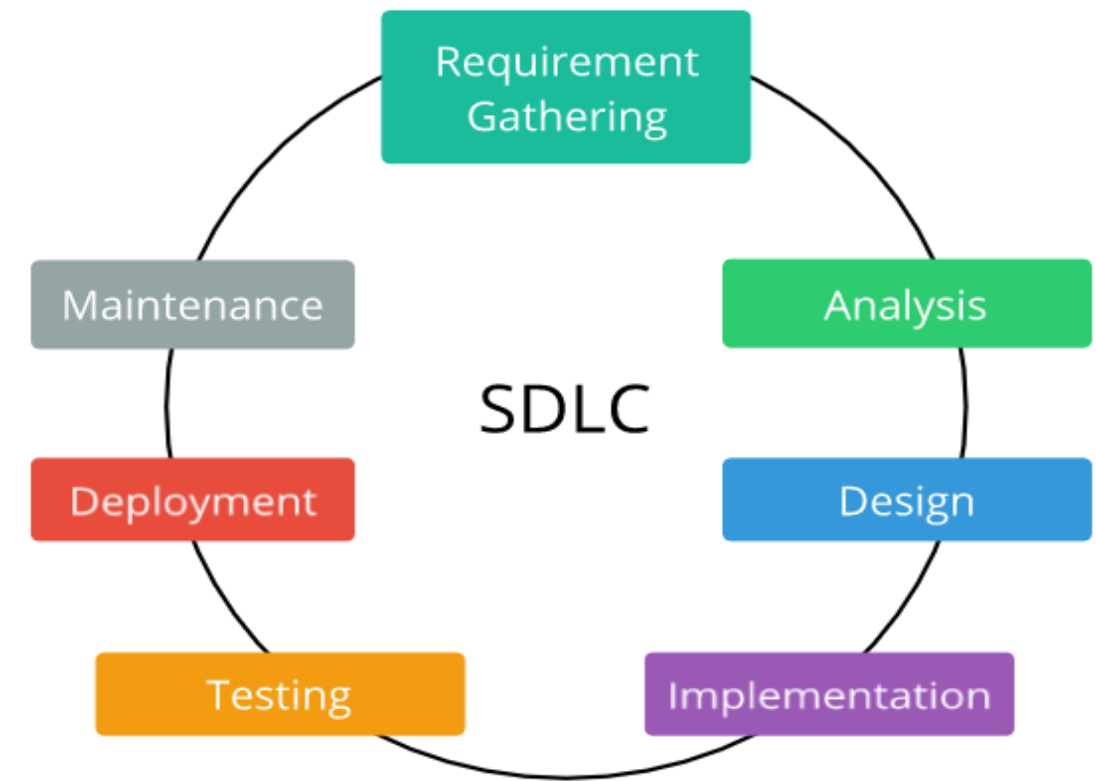 Requirement
Gathering
Maintenance
Analysis
SDLC
Deployment
Design
Testing
Implementation